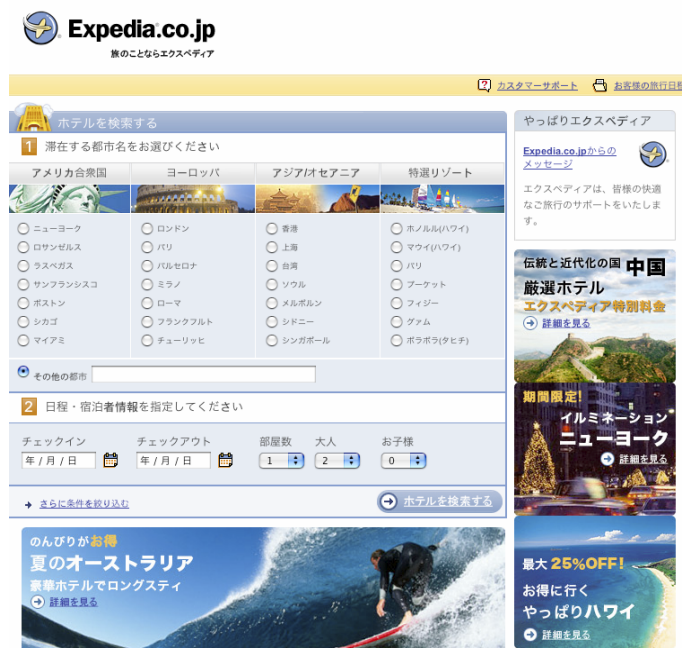 Expedia.co.jp
旅のことならエクスペディア
カスタマーサポート
お客様の旅行日程
ホテルを検索する
1 滞在する都市名をお選びください
アメリカ合衆国 ヨーロッパ アジア/オセアニア 特選リゾート
ニューヨーク ロンドン 香港 ホノルル(ハワイ)
ロサンゼルス パリ 上海 マウイ(ハワイ)
ラスベガス バルセロナ 台湾 バリ
サンフランシスコ ミラノ ソウル プーケット
ボストン ローマ メルボルン フィジー
シカゴ フランクフルト シドニー グァム
マイアミ チューリッヒ シンガポール ボラボラ(タヒチ)
その他の都市
2 日程・宿泊者情報を指定してください
チェックイン チェックアウト 部屋数 大人 お子様
年/月/日 年/月/日 1 2 0
さらに条件を絞り込む
ホテルを検索する
のんびりがお得
夏のオーストラリア
豪華ホテルでロングスティ
詳細を見る
やっぱりエクスペディア
Expedia.co.jpからの
メッセージ
エクスペディアは、皆様の快適
なご旅行のサポートをいたしま
す。
伝統と近代化の国 中国
厳選ホテル
エクスペディア特別料金
詳細を見る
期間限定!
イルミネーション
ニューヨーク
詳細を見る
最大 25%OFF!
お得に行く
やっぱりハワイ
詳細を見る